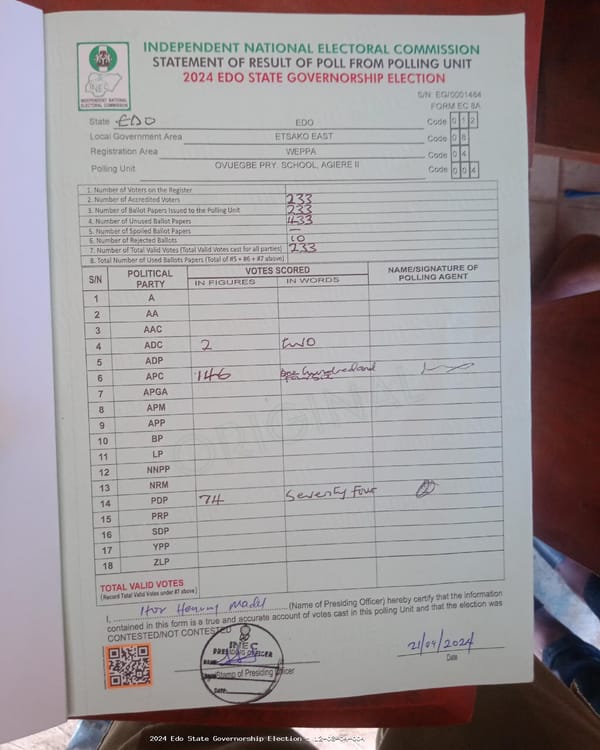 INDEPENDENT NATIONAL ELECTORAL COMMISSION
STATEMENT OF RESULT OF POLL FROM POLLING UNIT
2024 EDO STATE GOVERNORSHIP ELECTION
INEC
INDEPENDENT NATIONAL
ELECTORAL COMMISSION
S/N: EG/0001484
FORM EC 8A
State EDO EDO Code 0 1 2
Local Government Area ETSAKO EAST Code 0 8
Registration Area WEPPA Code 0 4
Polling Unit OVUEGBE PRY. SCHOOL, AGIERE II Code 0 0 4
1. Number of Voters on the Register
2. Number of Accredited Voters 233
3. Number of Ballot Papers Issued to the Polling Unit 233
4. Number of Unused Ballot Papers 433
5. Number of Spoiled Ballot Papers —
6. Number of Rejected Ballots 10
7. Number of Total Valid Votes (Total Valid Votes cast for all parties) 233
8. Total Number of Used Ballots Papers (Total of #5 + #6 + #7 above)
S/N POLITICAL PARTY VOTES SCORED NAME/SIGNATURE OF POLLING AGENT
IN FIGURES IN WORDS
1 A
2 AA
3 AAC
4 ADC 2 two
5 ADP
6 APC 146 One hundred and
7 APGA
8 APM
9 APP
10 BP
11 LP
12 NNPP
13 NRM
14 PDP 74 Seventy Four
15 PRP
16 SDP
17 YPP
18 ZLP
TOTAL VALID VOTES
(Record Total Valid Votes under #7 above)
I, (Name of Presiding Officer) hereby certify that the information
contained in this form is a true and accurate account of votes cast in this polling Unit and that the election was
CONTESTED/NOT CONTESTED
INEC
PRESIDING OFFICER
Stamp of Presiding Officer
DATE:
21/09/2024
Date
2024 Edo State Governorship Election - 12-08-04-004